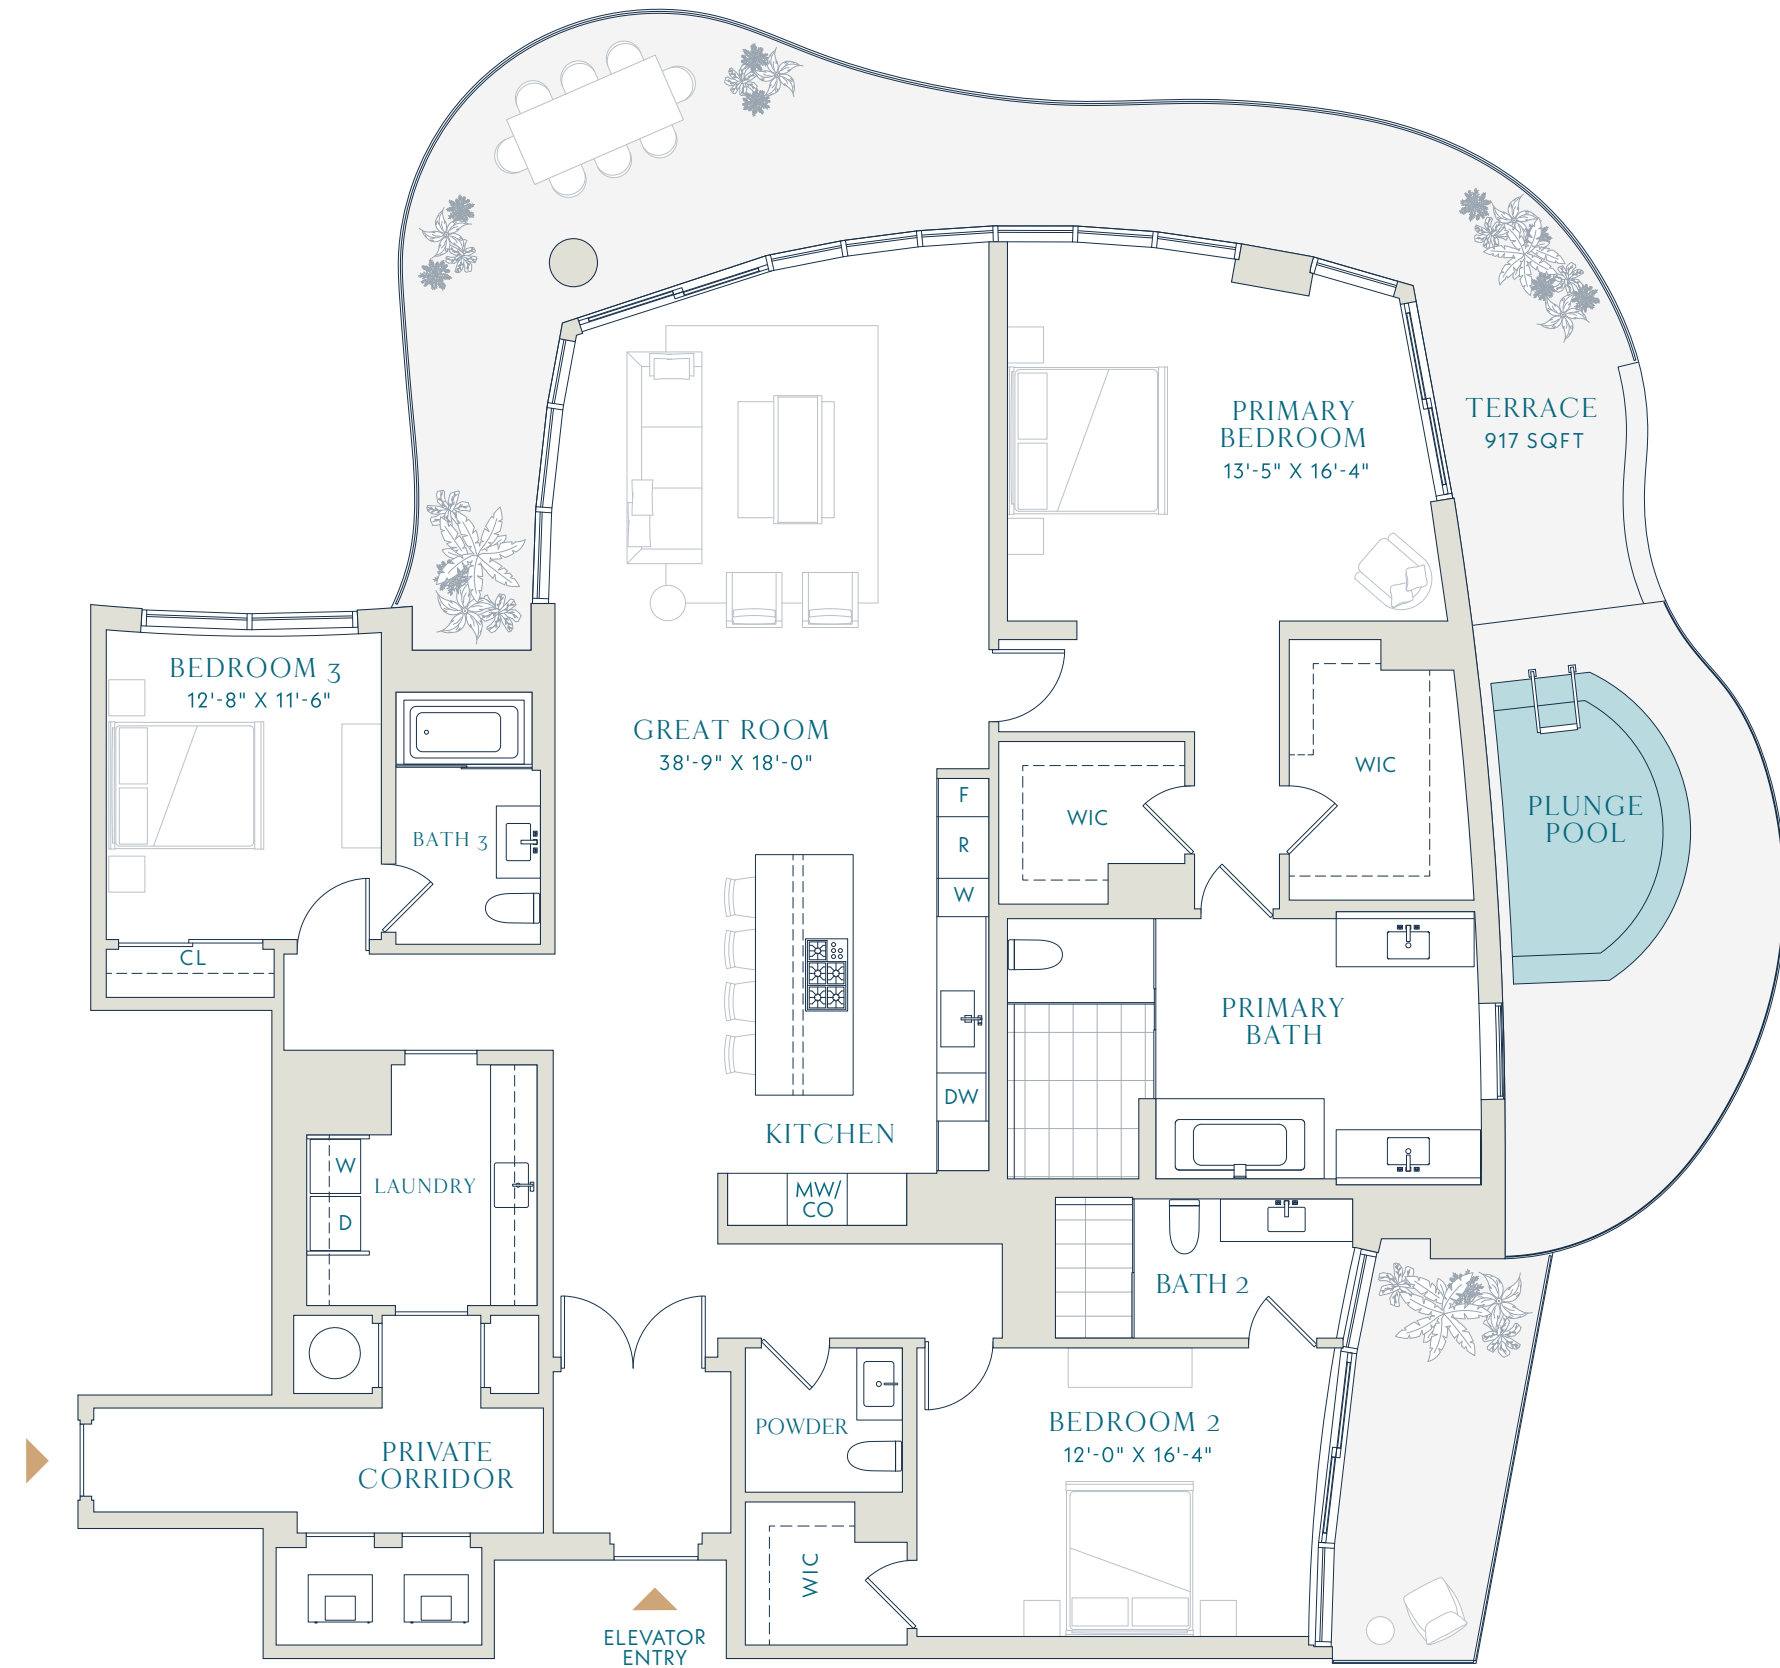 PRIMARY
BEDROOM
13'-5" X 16'-4"
TERRACE
917 SQFT
BEDROOM 3
12'-8" X 11'-6"
GREAT ROOM
38'-9" X 18'-0"
WIC
WIC
F
R
W
PLUNGE
POOL
BATH 3
CL
PRIMARY
BATH
DW
KITCHEN
W
D
LAUNDRY
MW/
CO
BATH 2
POWDER
BEDROOM 2
12'-0" X 16'-4"
PRIVATE
CORRIDOR
WIC
ELEVATOR
ENTRY